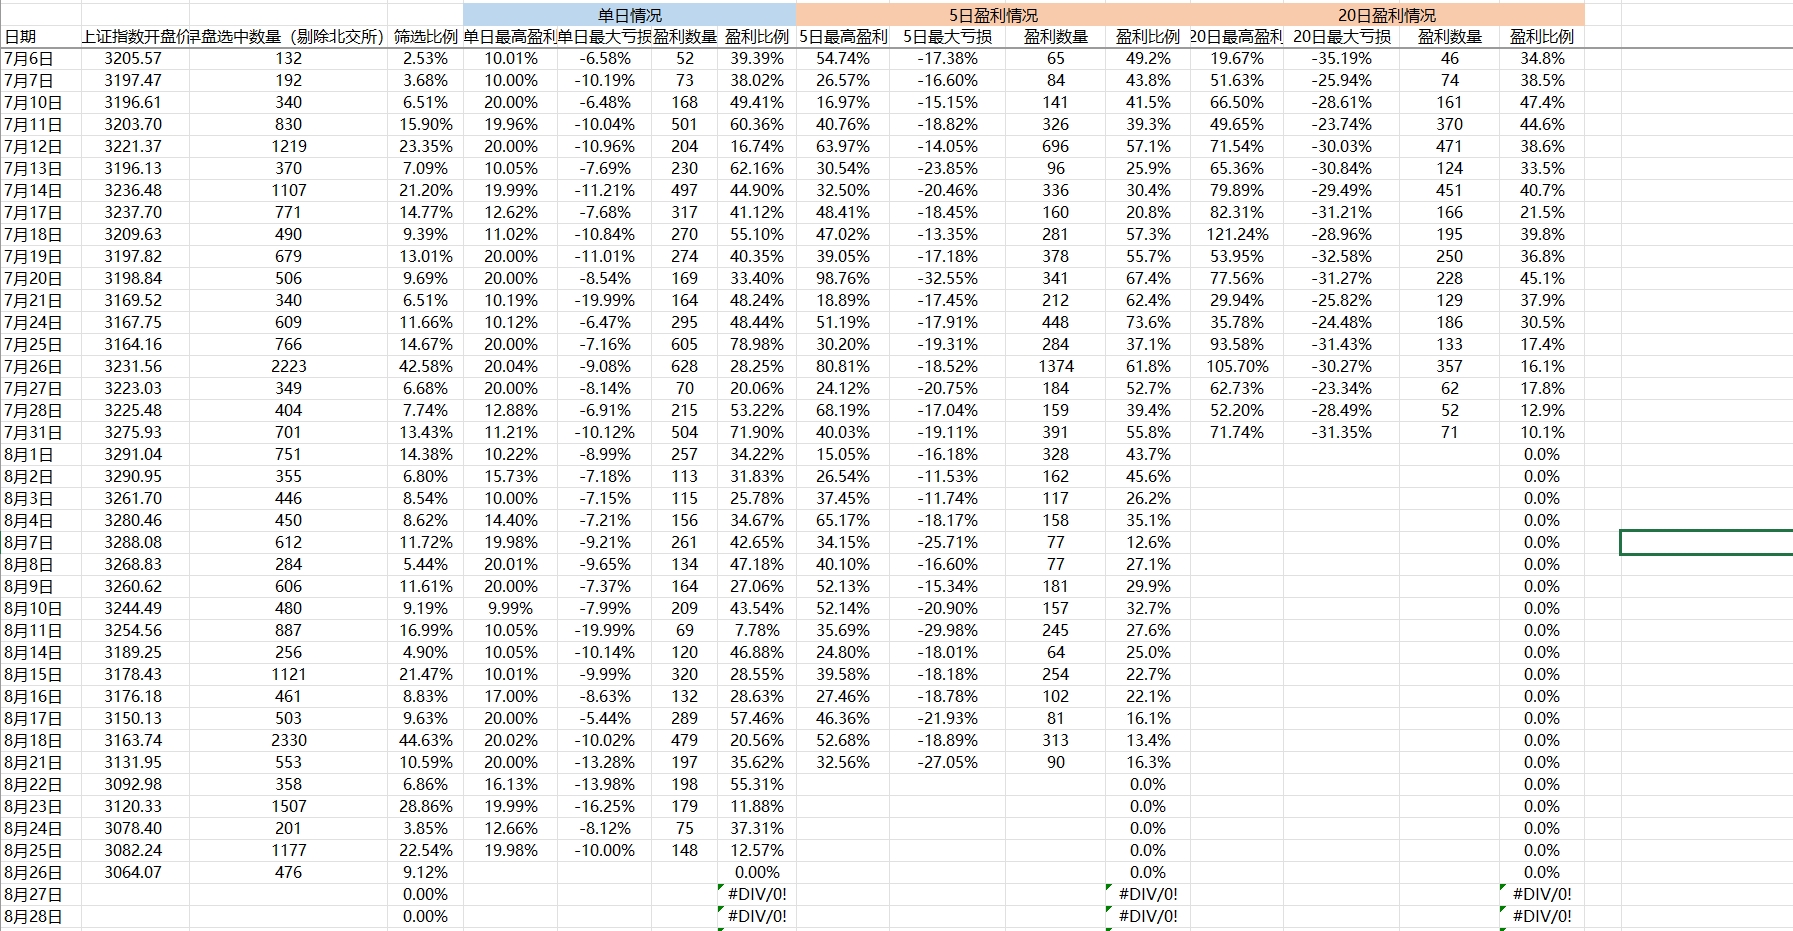 单日情况 5日盈利情况 20日盈利情况
日期 上证指数开盘价 早盘选中数量（剔除北交所） 筛选比例 单日最高盈利 单日最大亏损 盈利数量 盈利比例 5日最高盈利 5日最大亏损 盈利数量 盈利比例 20日最高盈利 20日最大亏损 盈利数量 盈利比例
7月6日 3205.57 132 2.53% 10.01% -6.58% 52 39.39% 54.74% -17.38% 65 49.2% 19.67% -35.19% 46 34.8%
7月7日 3197.47 192 3.68% 10.00% -10.19% 73 38.02% 26.57% -16.60% 84 43.8% 51.63% -25.94% 74 38.5%
7月10日 3196.61 340 6.51% 20.00% -6.48% 168 49.41% 16.97% -15.15% 141 41.5% 66.50% -28.61% 161 47.4%
7月11日 3203.70 830 15.90% 19.96% -10.04% 501 60.36% 40.76% -18.82% 326 39.3% 49.65% -23.74% 370 44.6%
7月12日 3221.37 1219 23.35% 20.00% -10.96% 204 16.74% 63.97% -14.05% 696 57.1% 71.54% -30.03% 471 38.6%
7月13日 3196.13 370 7.09% 10.05% -7.69% 230 62.16% 30.54% -23.85% 96 25.9% 65.36% -30.84% 124 33.5%
7月14日 3236.48 1107 21.20% 19.99% -11.21% 497 44.90% 32.50% -20.46% 336 30.4% 79.89% -29.49% 451 40.7%
7月17日 3237.70 771 14.77% 12.62% -7.68% 317 41.12% 48.41% -18.45% 160 20.8% 82.31% -31.21% 166 21.5%
7月18日 3209.63 490 9.39% 11.02% -10.84% 270 55.10% 47.02% -13.35% 281 57.3% 121.24% -28.96% 195 39.8%
7月19日 3197.82 679 13.01% 20.00% -11.01% 274 40.35% 39.05% -17.18% 378 55.7% 53.95% -32.58% 250 36.8%
7月20日 3198.84 506 9.69% 20.00% -8.54% 169 33.40% 98.76% -32.55% 341 67.4% 77.56% -31.27% 228 45.1%
7月21日 3169.52 340 6.51% 10.19% -19.99% 164 48.24% 18.89% -17.45% 212 62.4% 29.94% -25.82% 129 37.9%
7月24日 3167.75 609 11.66% 10.12% -6.47% 295 48.44% 51.19% -17.91% 448 73.6% 35.78% -24.48% 186 30.5%
7月25日 3164.16 766 14.67% 20.00% -7.16% 605 78.98% 30.20% -19.31% 284 37.1% 93.58% -31.43% 133 17.4%
7月26日 3231.56 2223 42.58% 20.04% -9.08% 628 28.25% 80.81% -18.52% 1374 61.8% 105.70% -30.27% 357 16.1%
7月27日 3223.03 349 6.68% 20.00% -8.14% 70 20.06% 24.12% -20.75% 184 52.7% 62.73% -23.34% 62 17.8%
7月28日 3225.48 404 7.74% 12.88% -6.91% 215 53.22% 68.19% -17.04% 159 39.4% 52.20% -28.49% 52 12.9%
7月31日 3275.93 701 13.43% 11.21% -10.12% 504 71.90% 40.03% -19.11% 391 55.8% 71.74% -31.35% 71 10.1%
8月1日 3291.04 751 14.38% 10.22% -8.99% 257 34.22% 15.05% -16.18% 328 43.7% 0.0%
8月2日 3290.95 355 6.80% 15.73% -7.18% 113 31.83% 26.54% -11.53% 162 45.6% 0.0%
8月3日 3261.70 446 8.54% 10.00% -7.15% 115 25.78% 37.45% -11.74% 117 26.2% 0.0%
8月4日 3280.46 450 8.62% 14.40% -7.21% 156 34.67% 65.17% -18.17% 158 35.1% 0.0%
8月7日 3288.08 612 11.72% 19.98% -9.21% 261 42.65% 34.15% -25.71% 77 12.6% 0.0%
8月8日 3268.83 284 5.44% 20.01% -9.65% 134 47.18% 40.10% -16.60% 77 27.1% 0.0%
8月9日 3260.62 606 11.61% 20.00% -7.37% 164 27.06% 52.13% -15.34% 181 29.9% 0.0%
8月10日 3244.49 480 9.19% 9.99% -7.99% 209 43.54% 52.14% -20.90% 157 32.7% 0.0%
8月11日 3254.56 887 16.99% 10.05% -19.99% 69 7.78% 35.69% -29.98% 245 27.6% 0.0%
8月14日 3189.25 256 4.90% 10.05% -10.14% 120 46.88% 24.80% -18.01% 64 25.0% 0.0%
8月15日 3178.43 1121 21.47% 10.01% -9.99% 320 28.55% 39.58% -18.18% 254 22.7% 0.0%
8月16日 3176.18 461 8.83% 17.00% -8.63% 132 28.63% 27.46% -18.78% 102 22.1% 0.0%
8月17日 3150.13 503 9.63% 20.00% -5.44% 289 57.46% 46.36% -21.93% 81 16.1% 0.0%
8月18日 3163.74 2330 44.63% 20.02% -10.02% 479 20.56% 52.68% -18.89% 313 13.4% 0.0%
8月21日 3131.95 553 10.59% 20.00% -13.28% 197 35.62% 32.56% -27.05% 90 16.3% 0.0%
8月22日 3092.98 358 6.86% 16.13% -13.98% 198 55.31% 0.0% 0.0%
8月23日 3120.33 1507 28.86% 19.99% -16.25% 179 11.88% 0.0% 0.0%
8月24日 3078.40 201 3.85% 12.66% -8.12% 75 37.31% 0.0% 0.0%
8月25日 3082.24 1177 22.54% 19.98% -10.00% 148 12.57% 0.0% 0.0%
8月26日 3064.07 476 9.12% 0.00% 0.0% 0.0%
8月27日 0.00% #DIV/0! #DIV/0! #DIV/0!
8月28日 0.00% #DIV/0! #DIV/0! #DIV/0!